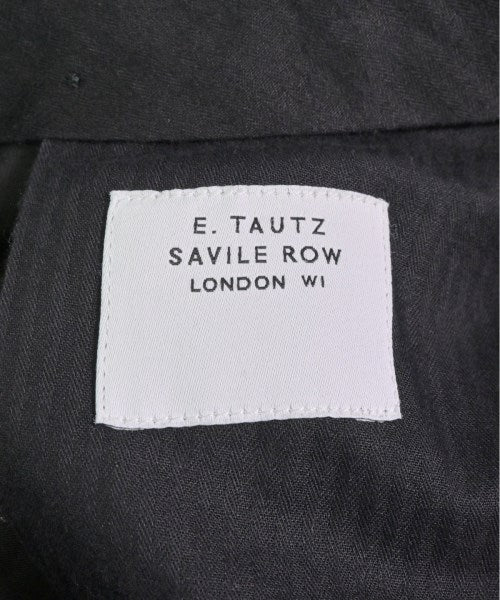 E. TAUTZ
SAVILE ROW
LONDON W1